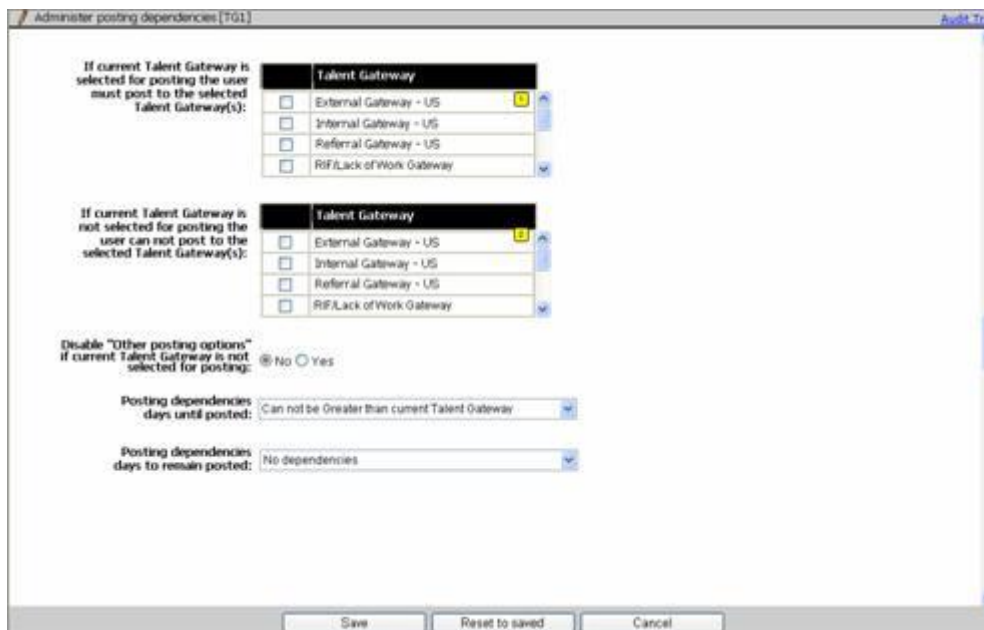 Administer posting dependencies [TG1]
Audit Tr
If current Talent Gateway is
selected for posting the user
must post to the selected
Talent Gateway(s):
Talent Gateway
External Gateway - US
Internal Gateway - US
Referral Gateway - US
RIF/Lack of Work Gateway
If current Talent Gateway is
not selected for posting the
user can not post to the
selected Talent Gateway(s):
Talent Gateway
External Gateway - US
Internal Gateway - US
Referral Gateway - US
RIF/Lack of Work Gateway
Disable "Other posting options"
if current Talent Gateway is not
selected for posting:
No Yes
Posting dependencies
days until posted:
Can not be Greater than current Talent Gateway
Posting dependencies
days to remain posted:
No dependencies
Save Reset to saved Cancel